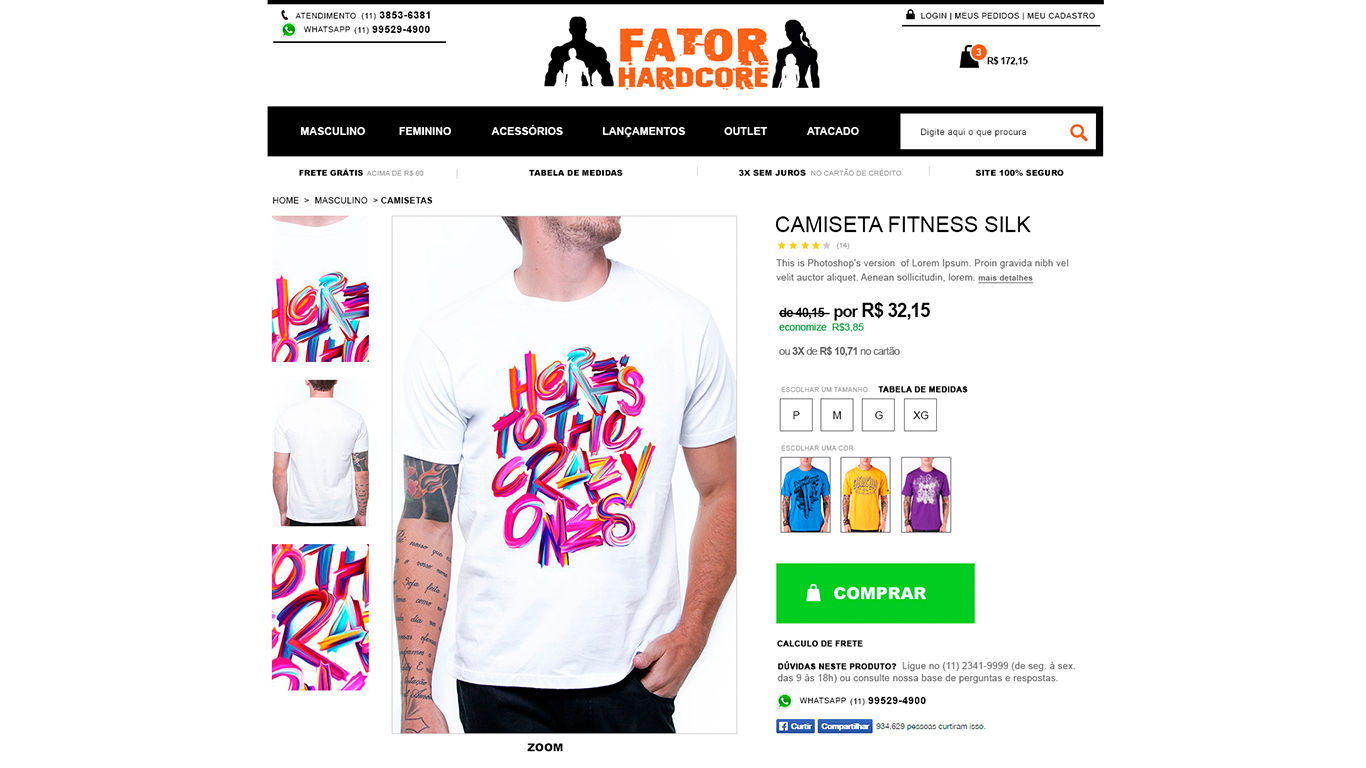 ATENDIMENTO (11) 3853-6381
WHATSAPP (11) 99529-4900
FATOR
HARDCORE
LOGIN | MEUS PEDIDOS | MEU CADASTRO
3
R$ 172,15
MASCULINO FEMININO ACESSÓRIOS LANÇAMENTOS OUTLET ATACADO Digite aqui o que procura
FRETE GRÁTIS ACIMA DE R$ 80 | TABELA DE MEDIDAS | 3X SEM JUROS NO CARTÃO DE CRÉDITO | SITE 100% SEGURO
HOME > MASCULINO > CAMISETAS
HERE'S
TO THE
CRAZY
ONES
ZOOM
CAMISETA FITNESS SILK
(14)
This is Photoshop's version of Lorem Ipsum. Proin gravida nibh vel
velit auctor aliquet. Aenean sollicitudin, lorem. mais detalhes
de 40,15 por R$ 32,15
economize R$3,85
ou 3X de R$ 10,71 no cartão
ESCOLHAR UM TAMANHO TABELA DE MEDIDAS
P M G XG
ESCOLHAR UMA COR
COMPRAR
CALCULO DE FRETE
DÚVIDAS NESTE PRODUTO? Ligue no (11) 2341-9999 (de seg. à sex.
das 9 às 18h) ou consulte nossa base de perguntas e respostas.
WHATSAPP (11) 99529-4900
Curtir Compartilhar 934.629 pessoas curtiram isso.